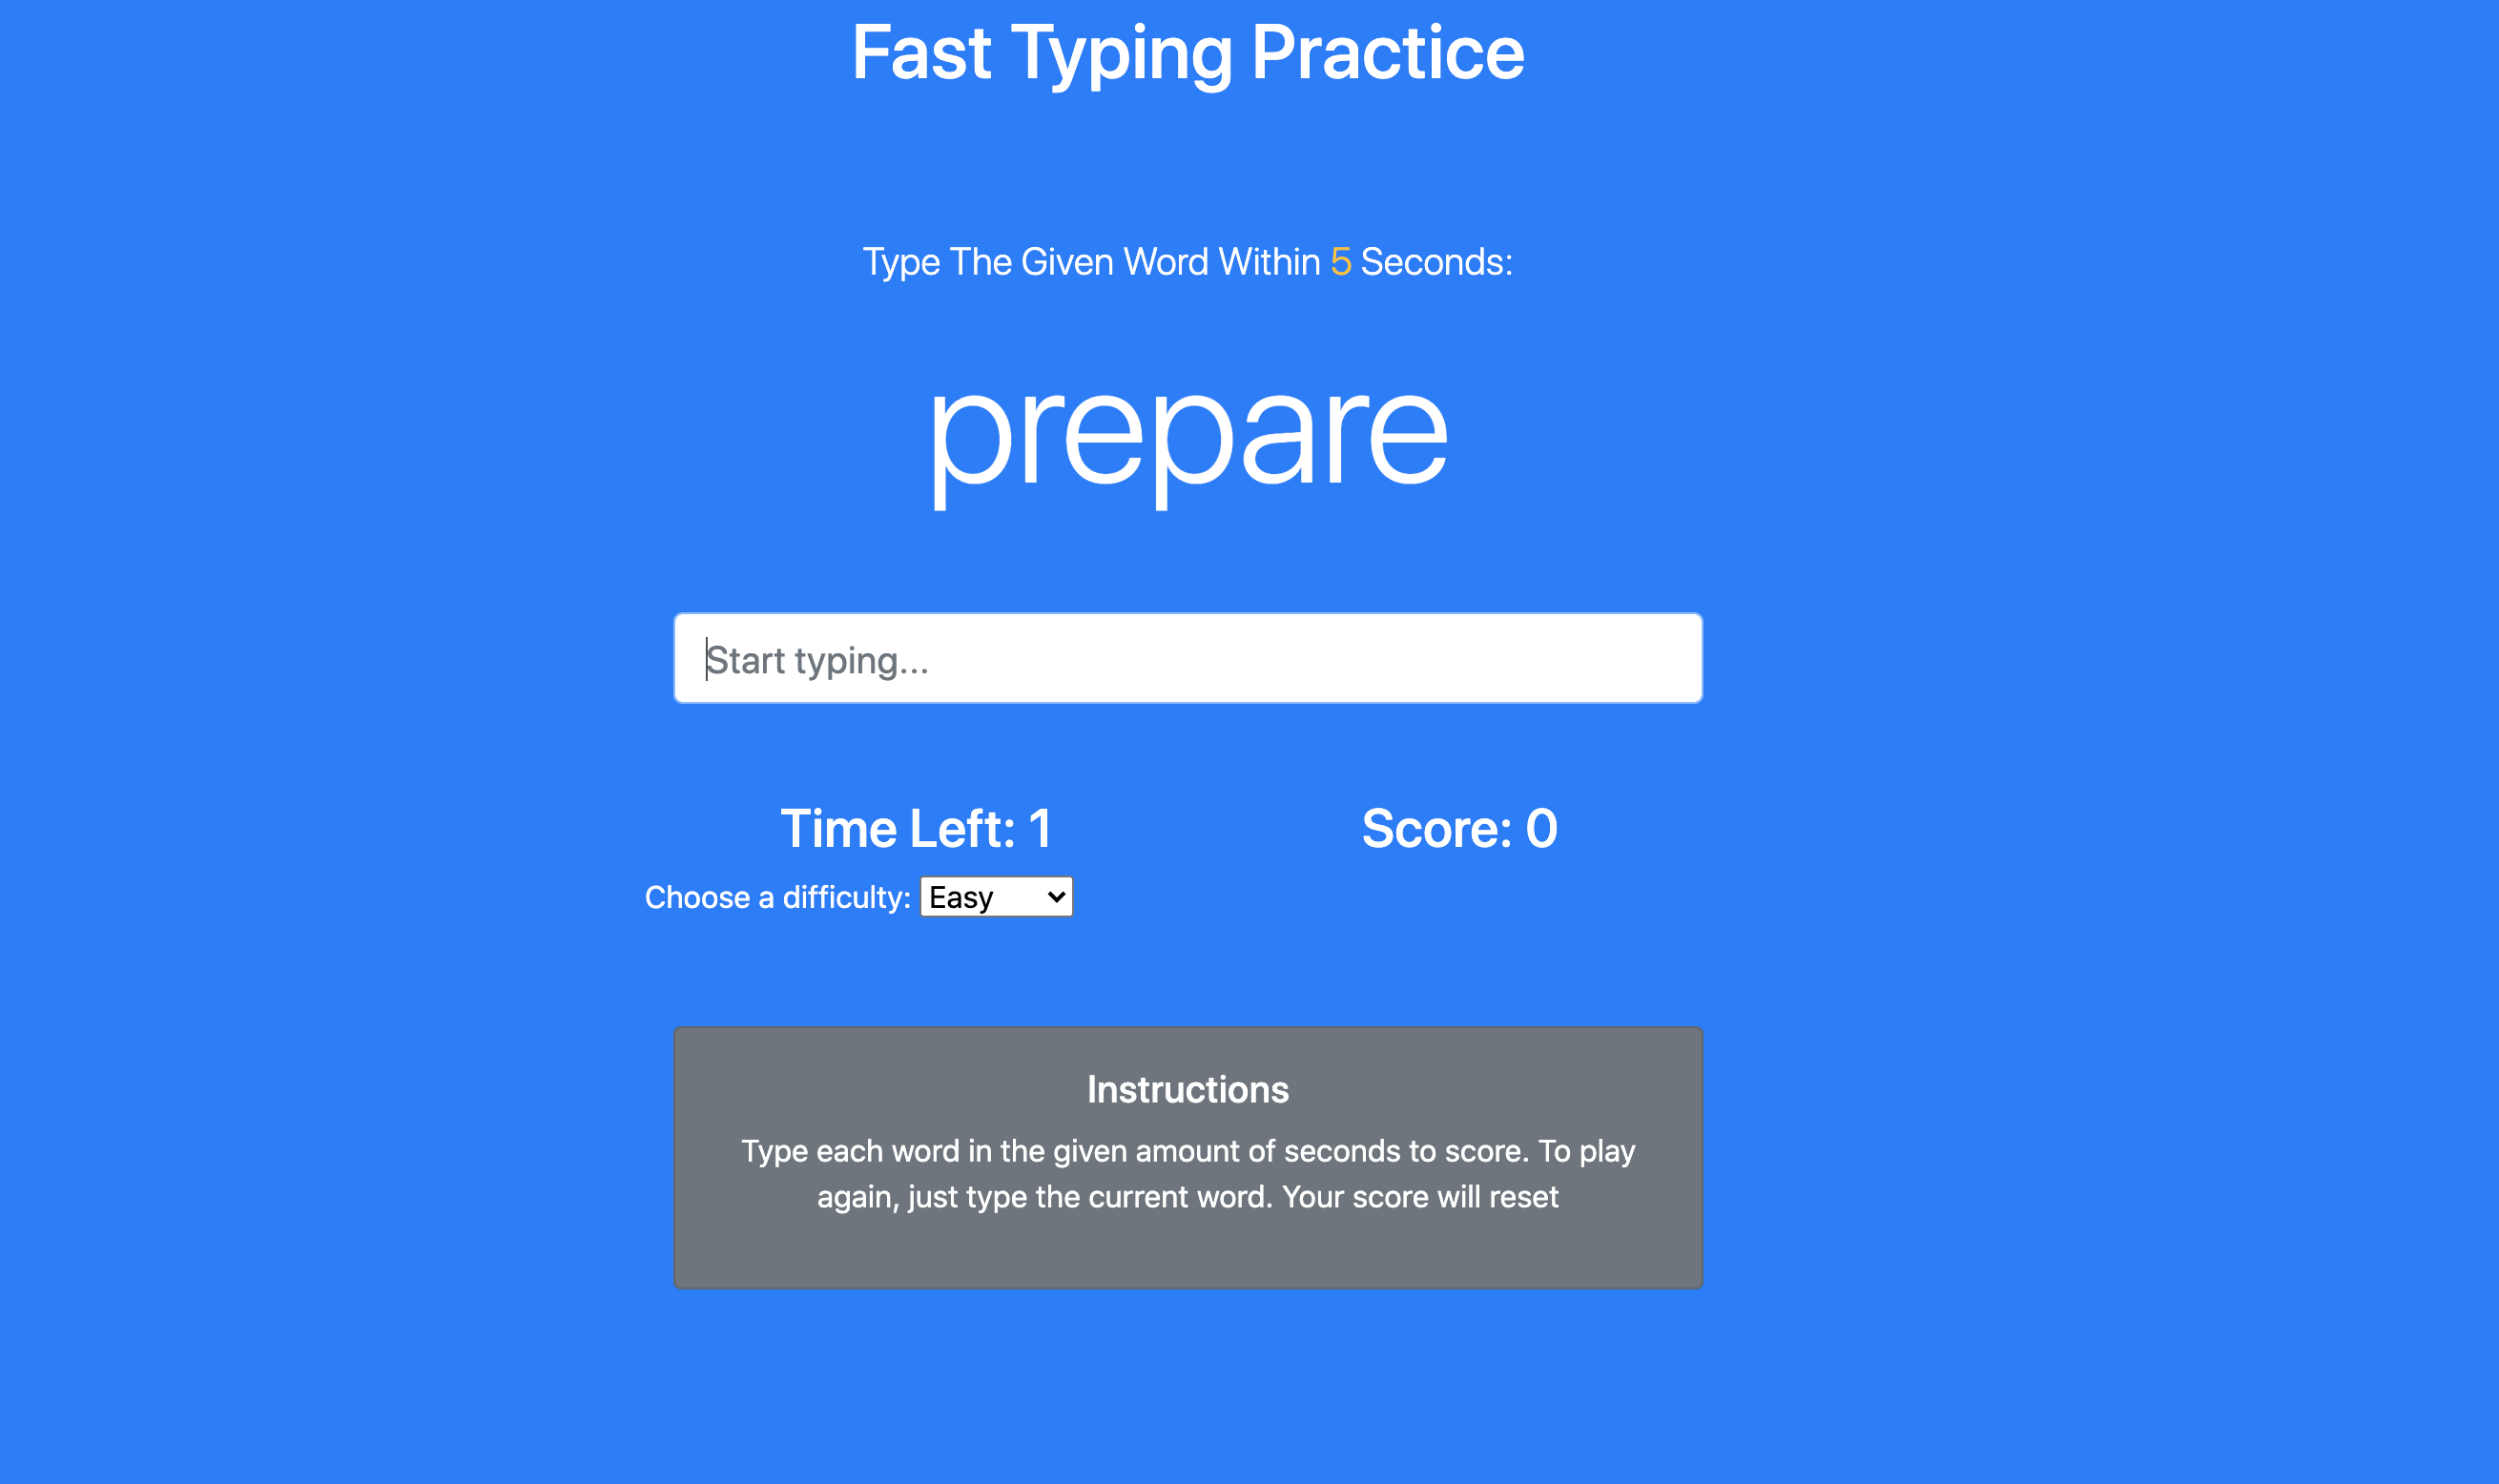 Fast Typing Practice
Type The Given Word Within 5 Seconds:
prepare
Start typing...
Time Left: 1
Score: 0
Choose a difficulty: Easy
Instructions
Type each word in the given amount of seconds to score. To play
again, just type the current word. Your score will reset